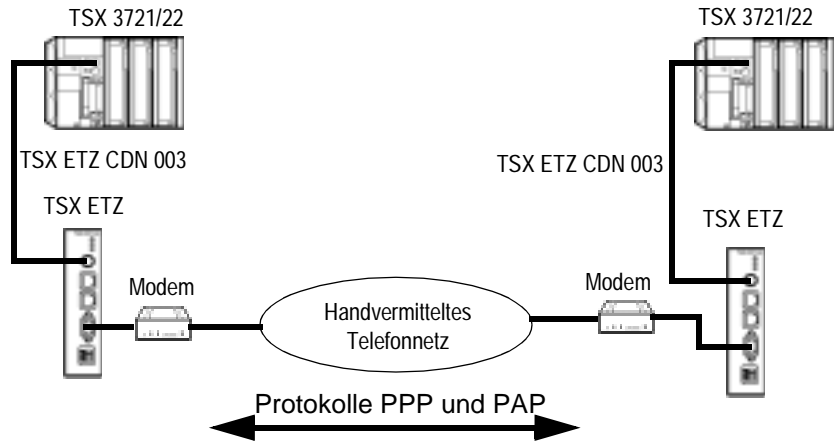 TSX 3721/22
TSX 3721/22
TSX ETZ CDN 003
TSX ETZ CDN 003
TSX ETZ
TSX ETZ
Modem
Modem
Handvermitteltes
Telefonnetz
Protokolle PPP und PAP